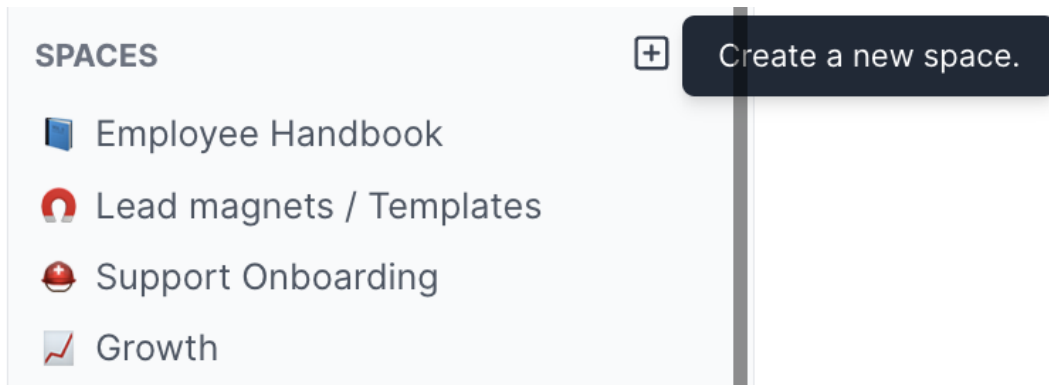 SPACES
Create a new space.
Employee Handbook
Lead magnets / Templates
Support Onboarding
Growth